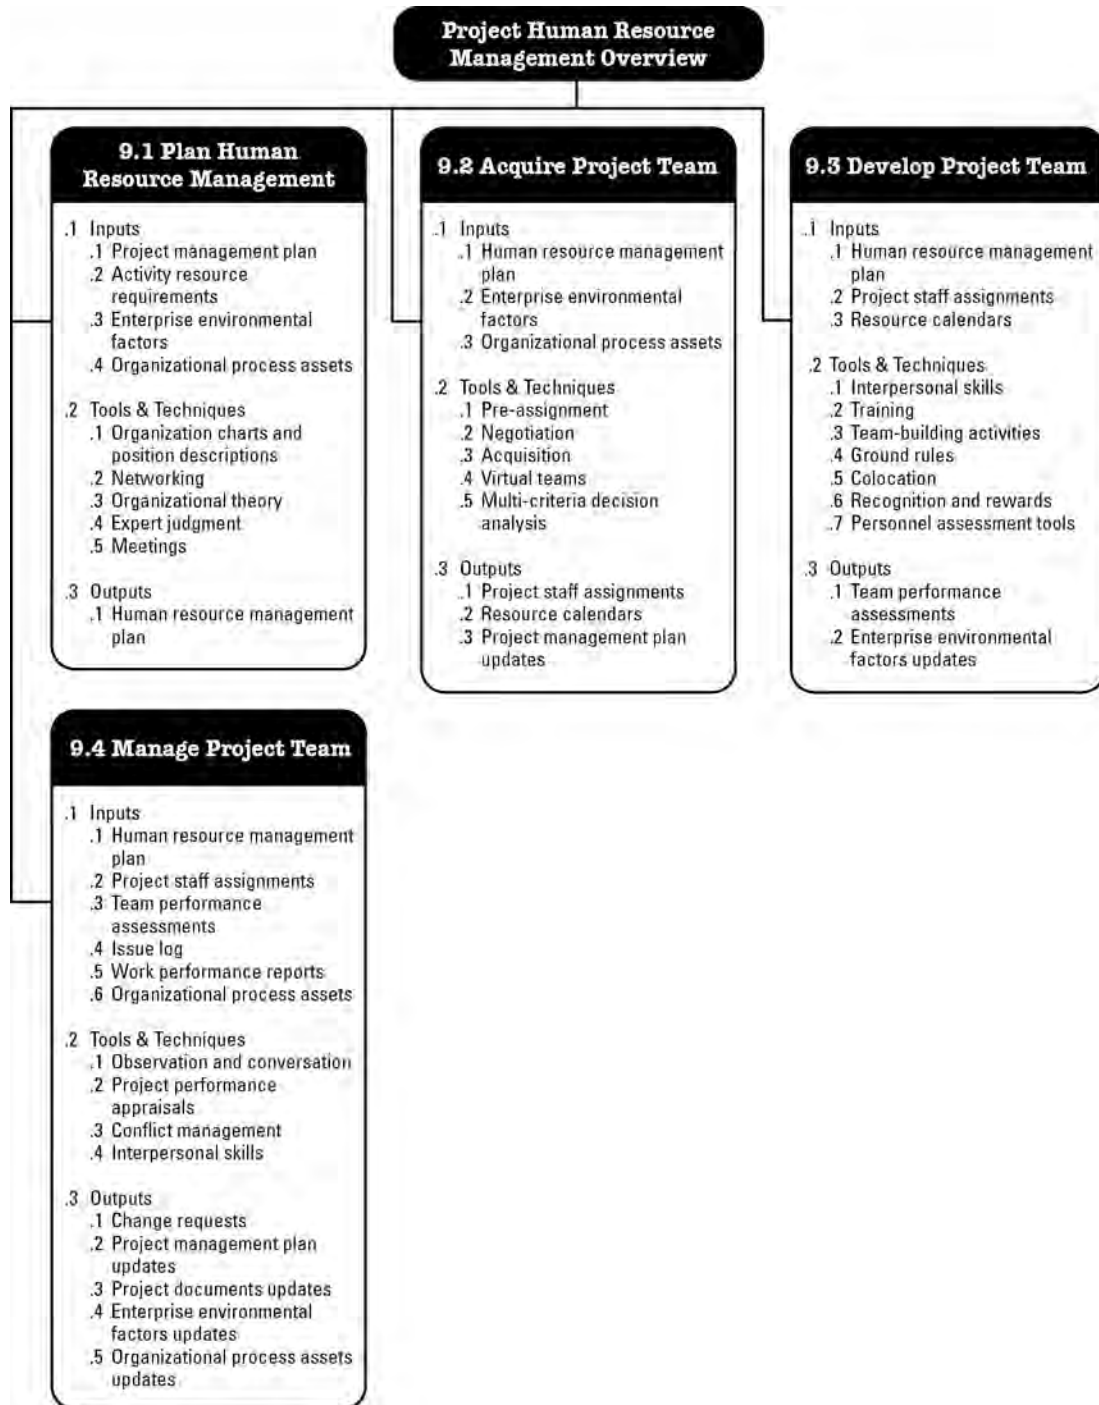 Project Human Resource
Management Overview
9.1 Plan Human
Resource Management
.1 Inputs
.1 Project management plan
.2 Activity resource
requirements
.3 Enterprise environmental
factors
.4 Organizational process assets
.2 Tools & Techniques
.1 Organization charts and
position descriptions
.2 Networking
.3 Organizational theory
.4 Expert judgment
.5 Meetings
.3 Outputs
.1 Human resource management
plan
9.2 Acquire Project Team
.1 Inputs
.1 Human resource management
plan
.2 Enterprise environmental
factors
.3 Organizational process assets
.2 Tools & Techniques
.1 Pre-assignment
.2 Negotiation
.3 Acquisition
.4 Virtual teams
.5 Multi-criteria decision
analysis
.3 Outputs
.1 Project staff assignments
.2 Resource calendars
.3 Project management plan
updates
9.3 Develop Project Team
.1 Inputs
.1 Human resource management
plan
.2 Project staff assignments
.3 Resource calendars
.2 Tools & Techniques
.1 Interpersonal skills
.2 Training
.3 Team-building activities
.4 Ground rules
.5 Colocation
.6 Recognition and rewards
.7 Personnel assessment tools
.3 Outputs
.1 Team performance
assessments
.2 Enterprise environmental
factors updates
9.4 Manage Project Team
.1 Inputs
.1 Human resource management
plan
.2 Project staff assignments
.3 Team performance
assessments
.4 Issue log
.5 Work performance reports
.6 Organizational process assets
.2 Tools & Techniques
.1 Observation and conversation
.2 Project performance
appraisals
.3 Conflict management
.4 Interpersonal skills
.3 Outputs
.1 Change requests
.2 Project management plan
updates
.3 Project documents updates
.4 Enterprise environmental
factors updates
.5 Organizational process assets
updates